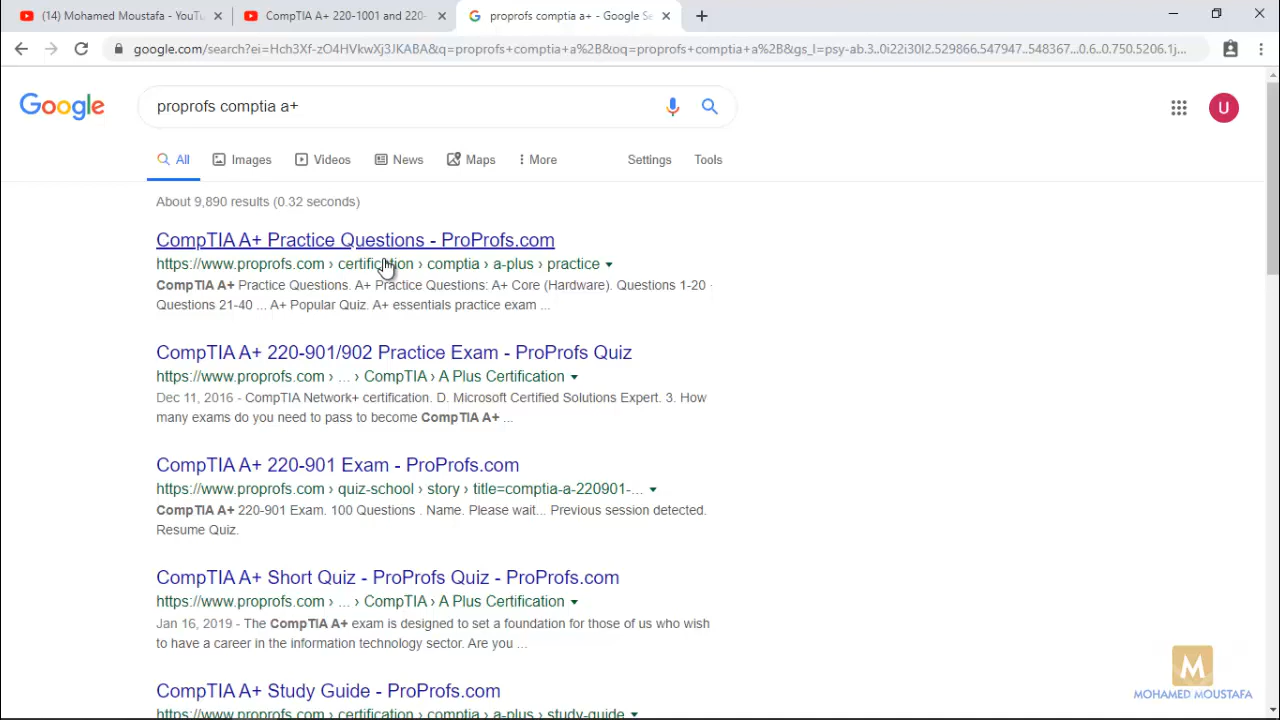 (14) Mohamed Moustafa - YouTu
CompTIA A+ 220-1001 and 220-
proprofs comptia a+ - Google Se
google.com/search?ei=Hch3Xf-zO4HVkwXj3JKABA&q=proprofs+comptia+a%2B&oq=proprofs+comptia+a%2B&gs_l=psy-ab.3..0i22i30l2.529866.547947..548367...0.6..0.750.5206.1j...
Google
proprofs comptia a+
U
All
Images
Videos
News
Maps
More
Settings
Tools
About 9,890 results (0.32 seconds)
CompTIA A+ Practice Questions - ProProfs.com
https://www.proprofs.com › certification › comptia › a-plus › practice
CompTIA A+ Practice Questions. A+ Practice Questions: A+ Core (Hardware). Questions 1-20 ·
Questions 21-40 ... A+ Popular Quiz. A+ essentials practice exam ...
CompTIA A+ 220-901/902 Practice Exam - ProProfs Quiz
https://www.proprofs.com › ... › CompTIA › A Plus Certification
Dec 11, 2016 - CompTIA Network+ certification. D. Microsoft Certified Solutions Expert. 3. How
many exams do you need to pass to become CompTIA A+ ...
CompTIA A+ 220-901 Exam - ProProfs.com
https://www.proprofs.com › quiz-school › story › title=comptia-a-220901-...
CompTIA A+ 220-901 Exam. 100 Questions . Name. Please wait... Previous session detected.
Resume Quiz.
CompTIA A+ Short Quiz - ProProfs Quiz - ProProfs.com
https://www.proprofs.com › ... › CompTIA › A Plus Certification
Jan 16, 2019 - The CompTIA A+ exam is designed to set a foundation for those of us who wish
to have a career in the information technology sector. Are you ...
CompTIA A+ Study Guide - ProProfs.com
https://www.proprofs.com › certification › comptia › a-plus › study-guide
M
MOHAMED MOUSTAFA